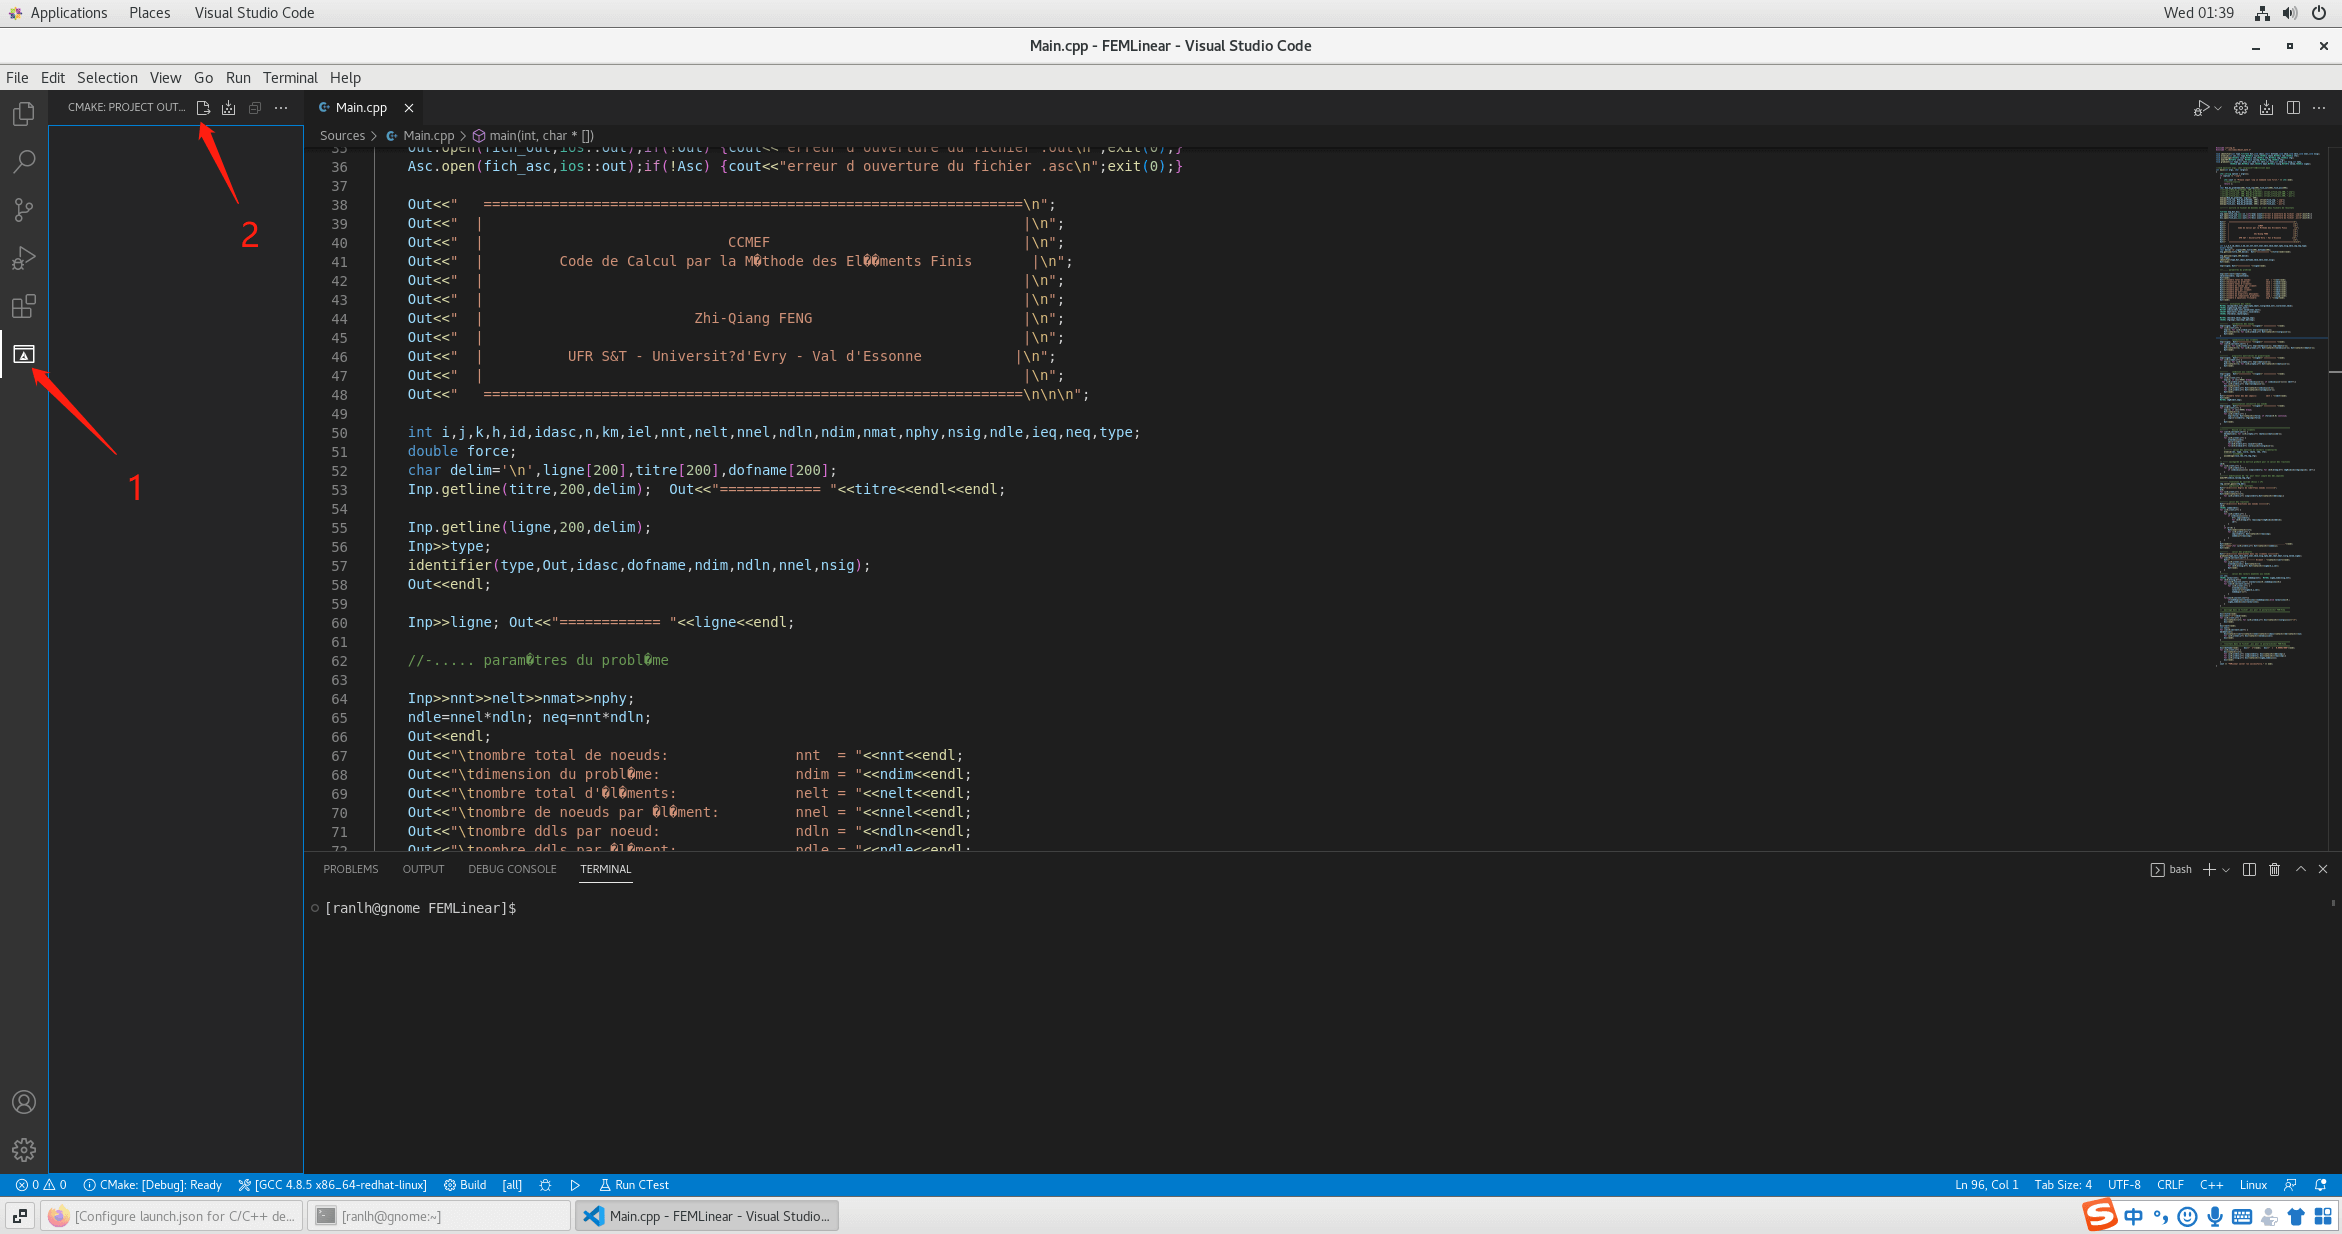 Applications Places Visual Studio Code Wed 01:39
Main.cpp - FEMLinear - Visual Studio Code
File Edit Selection View Go Run Terminal Help
CMAKE: PROJECT OUT... Main.cpp
Sources > Main.cpp > main(int, char * [])
2
1
36 Asc.open(fich_asc,ios::out);if(!Asc) {cout<<"erreur d ouverture du fichier .asc\n";exit(0);}
37
38 Out<<"   ================================================================\n";
39 Out<<"  |                                                                |\n";
40 Out<<"  |                             CCMEF                              |\n";
41 Out<<"  |         Code de Calcul par la M�thode des El��ments Finis       |\n";
42 Out<<"  |                                                                |\n";
43 Out<<"  |                                                                |\n";
44 Out<<"  |                         Zhi-Qiang FENG                         |\n";
45 Out<<"  |                                                                |\n";
46 Out<<"  |          UFR S&T - Universit?d'Evry - Val d'Essonne           |\n";
47 Out<<"  |                                                                |\n";
48 Out<<"   ================================================================\n\n\n";
49
50 int i,j,k,h,id,idasc,n,km,iel,nnt,nelt,nnel,ndln,ndim,nmat,nphy,nsig,ndle,ieq,neq,type;
51 double force;
52 char delim='\n',ligne[200],titre[200],dofname[200];
53 Inp.getline(titre,200,delim);  Out<<"============ "<<titre<<endl<<endl;
54
55 Inp.getline(ligne,200,delim);
56 Inp>>type;
57 identifier(type,Out,idasc,dofname,ndim,ndln,nnel,nsig);
58 Out<<endl;
59
60 Inp>>ligne; Out<<"============ "<<ligne<<endl;
61
62 //-..... param�tres du probl�me
63
64 Inp>>nnt>>nelt>>nmat>>nphy;
65 ndle=nnel*ndln; neq=nnt*ndln;
66 Out<<endl;
67 Out<<"\tnombre total de noeuds:               nnt  = "<<nnt<<endl;
68 Out<<"\tdimension du probl�me:                ndim = "<<ndim<<endl;
69 Out<<"\tnombre total d'�l�ments:              nelt = "<<nelt<<endl;
70 Out<<"\tnombre de noeuds par �l�ment:         nnel = "<<nnel<<endl;
71 Out<<"\tnombre ddls par noeud:                ndln = "<<ndln<<endl;
72 Out<<"\tnombre ddls par �l�ment:              ndle = "<<ndle<<endl;
PROBLEMS OUTPUT DEBUG CONSOLE TERMINAL bash
[ranlh@gnome FEMLinear]$
0 0 CMake: [Debug]: Ready [GCC 4.8.5 x86_64-redhat-linux] Build [all] Run CTest Ln 96, Col 1 Tab Size: 4 UTF-8 CRLF C++ Linux
[Configure launch.json for C/C++ de... [ranlh@gnome:~] Main.cpp - FEMLinear - Visual Studio... S 中